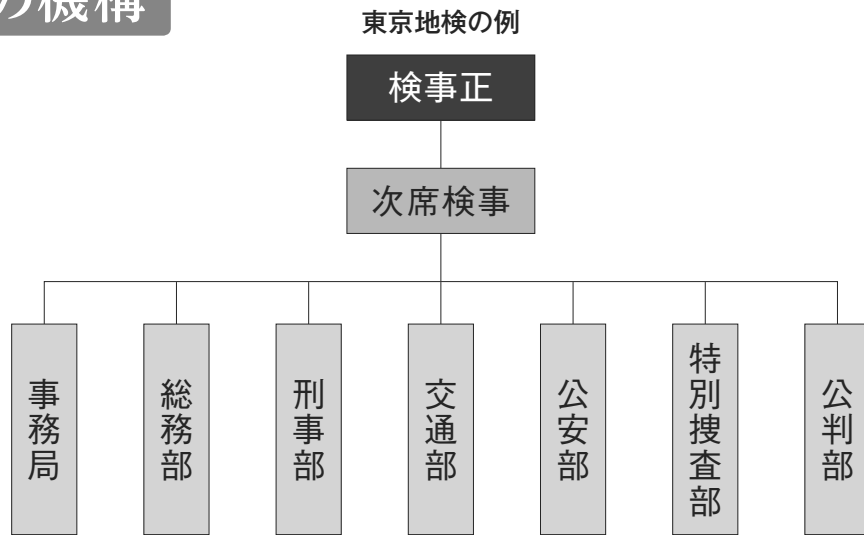 の機構
東京地検の例
検事正
次席検事
事務局
総務部
刑事部
交通部
公安部
特別捜査部
公判部